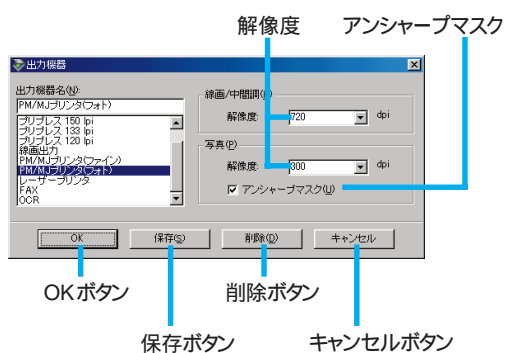 解像度 アンシャープマスク
出力機器
出力機器名(N):
PM/MJプリンタ(フォト)
プリプレス 150 lpi
プリプレス 133 lpi
プリプレス 120 lpi
線画出力
PM/MJプリンタ(ファイン)
PM/MJプリンタ(フォト)
レーザープリンタ
FAX
OCR
線画/中間調(I)
解像度: 720 dpi
写真(P)
解像度: 300 dpi
アンシャープマスク(U)
OK 保存(S) 削除(D) キャンセル
OKボタン 削除ボタン
保存ボタン キャンセルボタン